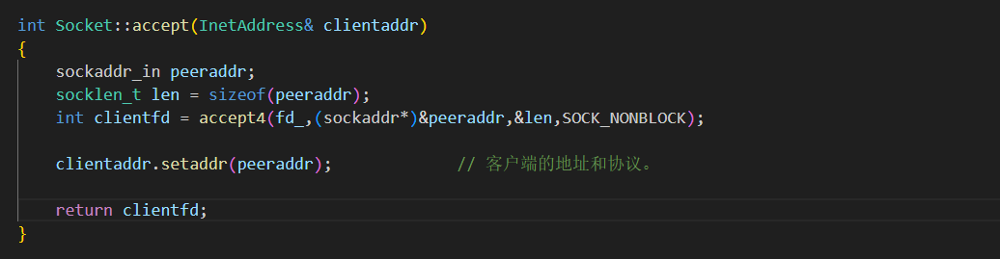 int Socket::accept(InetAddress& clientaddr)
{
    sockaddr_in peeraddr;
    socklen_t len = sizeof(peeraddr);
    int clientfd = accept4(fd_,(sockaddr*)&peeraddr,&len,SOCK_NONBLOCK);
    clientaddr.setaddr(peeraddr);             // 客户端的地址和协议。
    return clientfd;
}